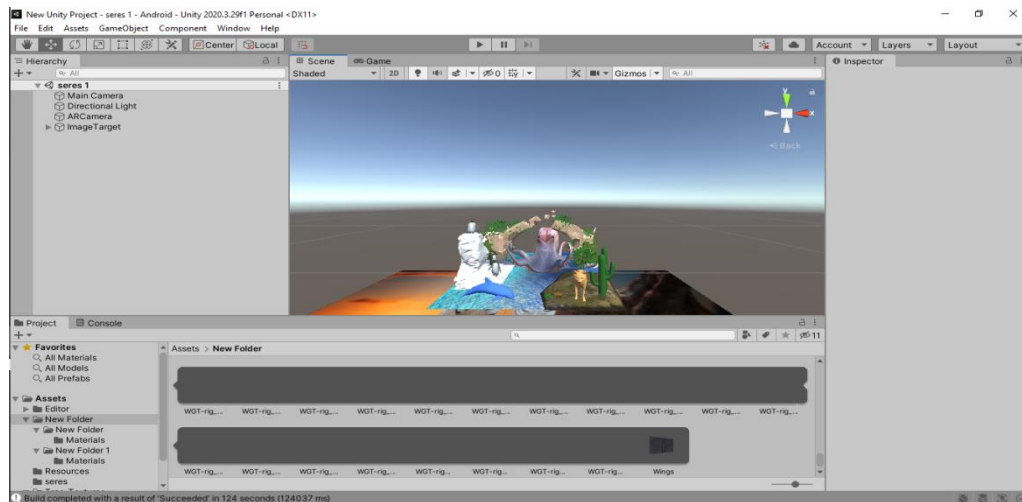 New Unity Project - seres 1 - Android - Unity 2020.3.29f1 Personal <DX11>
File Edit Assets GameObject Component Window Help
Center Local Account Layers Layout
Hierarchy
All
seres 1
Main Camera
Directional Light
ARCamera
ImageTarget
Scene Game
Shaded 2D 0 Gizmos All
y
x
Back
Inspector
Project Console
11
Favorites
All Materials
All Models
All Prefabs
Assets
Editor
New Folder
New Folder
Materials
New Folder 1
Materials
Resources
seres
Assets > New Folder
WGT-rig_... WGT-rig_... WGT-rig_... WGT-rig_... WGT-rig_... WGT-rig_... WGT-rig_... WGT-rig_... WGT-rig_... WGT-rig_... WGT-rig_...
WGT-rig_... WGT-rig_... WGT-rig_... WGT-rig_... WGT-rig... WGT-rig... WGT-rig... WGT-rig... Wings
Build completed with a result of 'Succeeded' in 124 seconds (124037 ms)